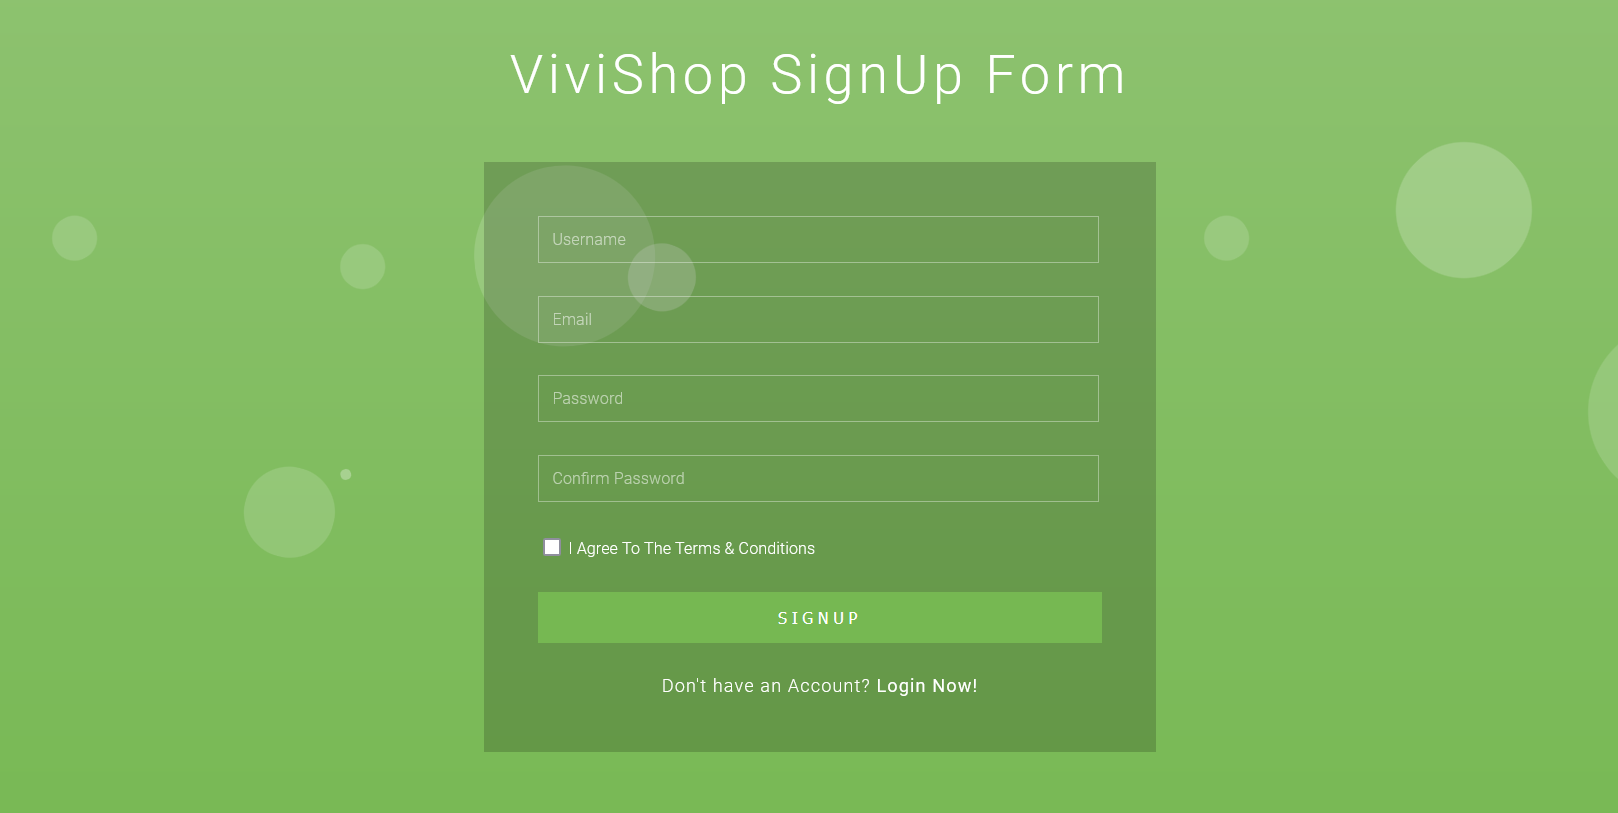 ViviShop SignUp Form
Username
Email
Password
Confirm Password
I Agree To The Terms & Conditions
SIGNUP
Don't have an Account? Login Now!